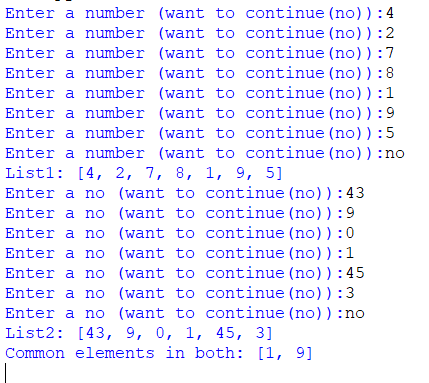 Enter a number (want to continue(no)):4
Enter a number (want to continue(no)):2
Enter a number (want to continue(no)):7
Enter a number (want to continue(no)):8
Enter a number (want to continue(no)):1
Enter a number (want to continue(no)):9
Enter a number (want to continue(no)):5
Enter a number (want to continue(no)):no
List1: [4, 2, 7, 8, 1, 9, 5]
Enter a no (want to continue(no)):43
Enter a no (want to continue(no)):9
Enter a no (want to continue(no)):0
Enter a no (want to continue(no)):1
Enter a no (want to continue(no)):45
Enter a no (want to continue(no)):3
Enter a no (want to continue(no)):no
List2: [43, 9, 0, 1, 45, 3]
Common elements in both: [1, 9]